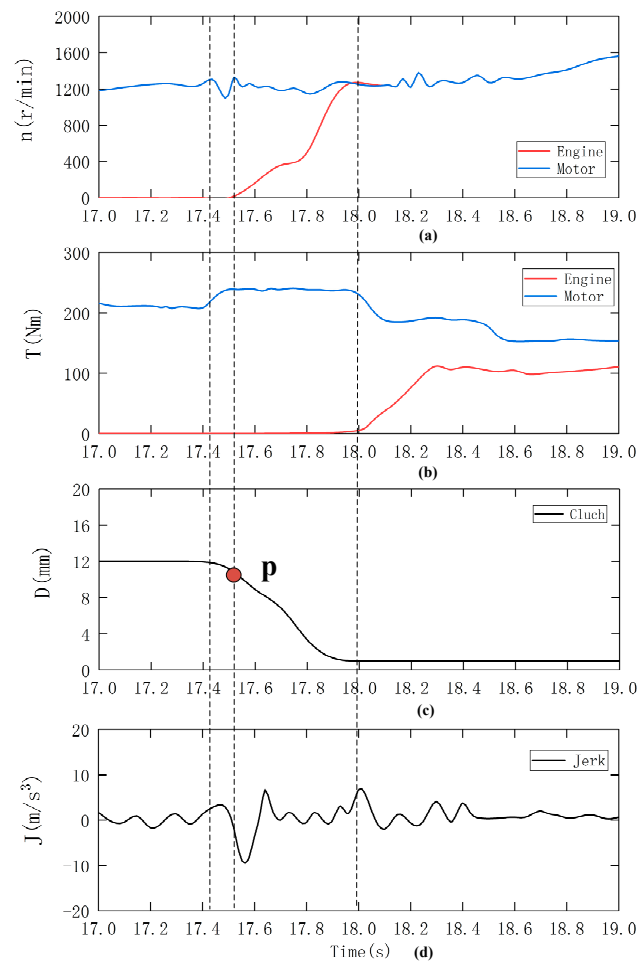 2000
1600
1200
800
400
0
n(r/min)
Engine
Motor
17.0 17.2 17.4 17.6 17.8 18.0 18.2 18.4 18.6 18.8 19.0
(a)
300
200
100
0
T(Nm)
Engine
Motor
17.0 17.2 17.4 17.6 17.8 18.0 18.2 18.4 18.6 18.8 19.0
(b)
20
16
12
8
4
0
D(mm)
Cluch
p
17.0 17.2 17.4 17.6 17.8 18.0 18.2 18.4 18.6 18.8 19.0
(c)
20
10
0
-10
-20
J(m/s³)
Jerk
17.0 17.2 17.4 17.6 17.8 18.0 18.2 18.4 18.6 18.8 19.0
Time(s)
(d)